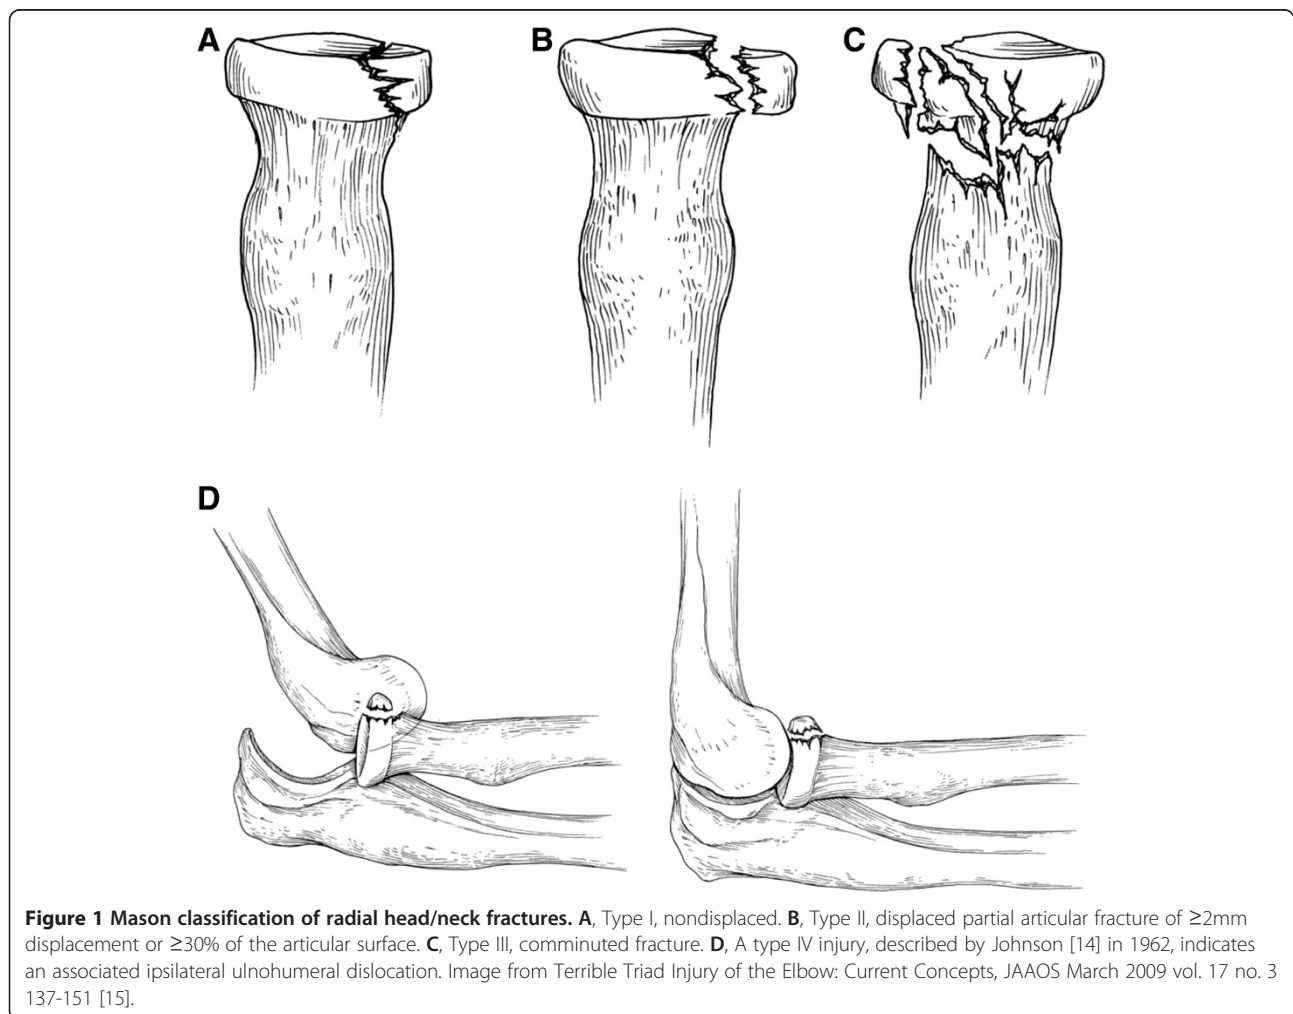 A
B
C
D
Figure 1 Mason classification of radial head/neck fractures. A, Type I, nondisplaced. B, Type II, displaced partial articular fracture of ≥2mm
displacement or ≥30% of the articular surface. C, Type III, comminuted fracture. D, A type IV injury, described by Johnson [14] in 1962, indicates
an associated ipsilateral ulnohumeral dislocation. Image from Terrible Triad Injury of the Elbow: Current Concepts, JAAOS March 2009 vol. 17 no. 3
137-151 [15].